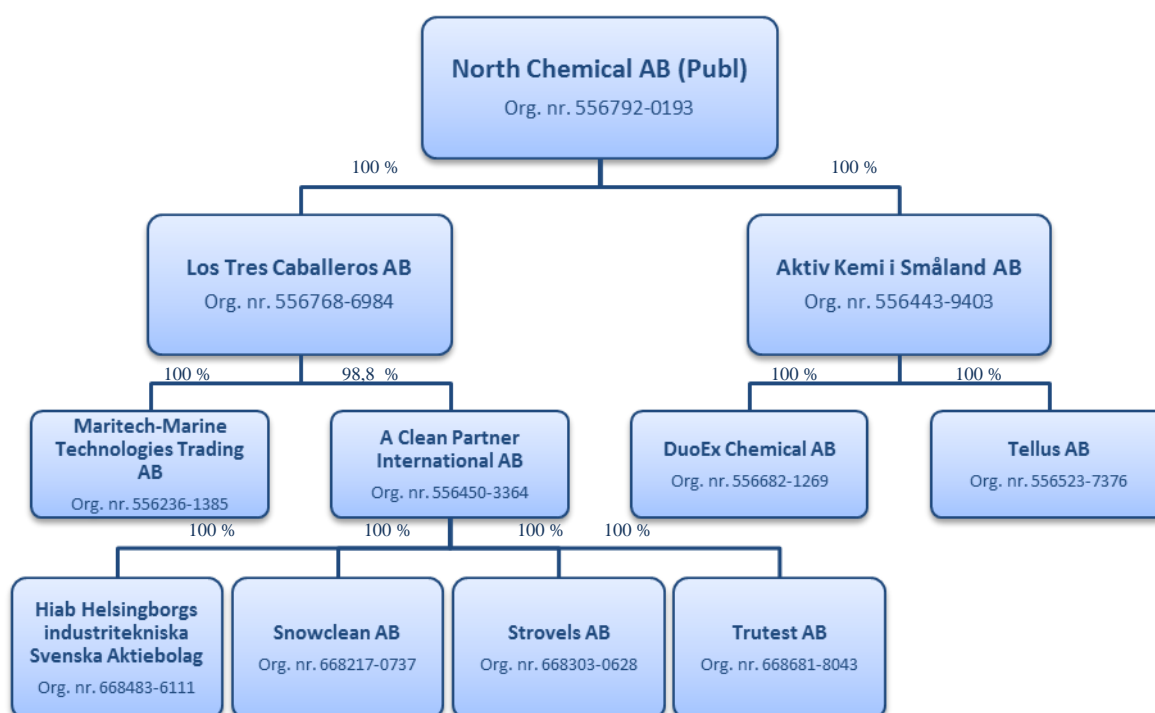 North Chemical AB (Publ)
Org. nr. 556792-0193
100 %
100 %
Los Tres Caballeros AB
Org. nr. 556768-6984
Aktiv Kemi i Småland AB
Org. nr. 556443-9403
100 %
98,8 %
100 %
100 %
Maritech-Marine
Technologies Trading
AB
Org. nr. 556236-1385
A Clean Partner
International AB
Org. nr. 556450-3364
DuoEx Chemical AB
Org. nr. 556682-1269
Tellus AB
Org. nr. 556523-7376
100 %
100 %
100 %
100 %
Hiab Helsingborgs
industritekniska
Svenska Aktiebolag
Org. nr. 668483-6111
Snowclean AB
Org. nr. 668217-0737
Strovels AB
Org. nr. 668303-0628
Trutest AB
Org. nr. 668681-8043